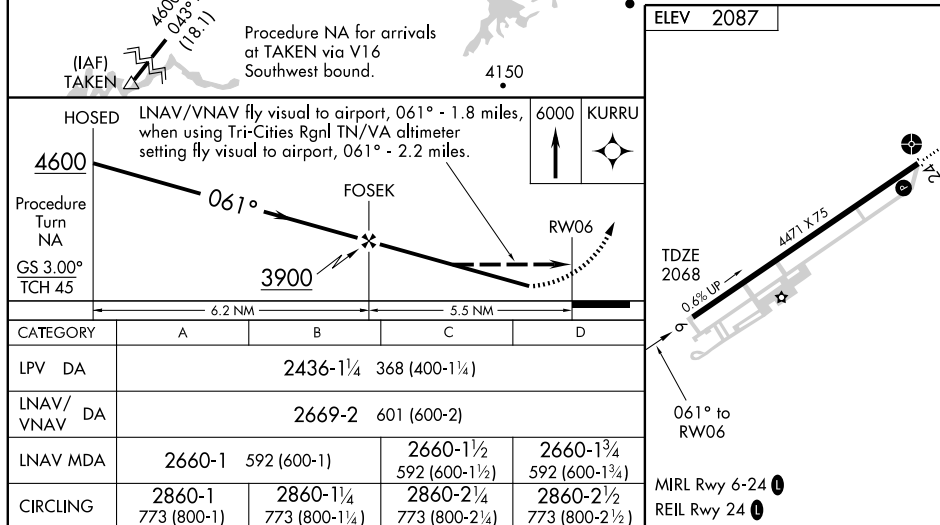 4600
043°
(18.1)
(IAF)
TAKEN
Procedure NA for arrivals
at TAKEN via V16
Southwest bound.
4150
ELEV 2087
HOSED
LNAV/VNAV fly visual to airport, 061° - 1.8 miles,
when using Tri-Cities Rgnl TN/VA altimeter
setting fly visual to airport, 061° - 2.2 miles.
6000
KURRU
4600
Procedure
Turn
NA
GS 3.00°
TCH 45
061°
FOSEK
3900
RW06
6.2 NM
5.5 NM
CATEGORY A B C D
LPV DA 2436-1¼ 368 (400-1¼)
LNAV/
VNAV DA 2669-2 601 (600-2)
LNAV MDA 2660-1 592 (600-1) 2660-1½ 2660-1¾
592 (600-1½) 592 (600-1¾)
CIRCLING 2860-1 2860-1¼ 2860-2¼ 2860-2½
773 (800-1) 773 (800-1¼) 773 (800-2¼) 773 (800-2½)
24
P
4471 X 75
TDZE
2068
0.6% UP
6
061° to
RW06
MIRL Rwy 6-24 L
REIL Rwy 24 L